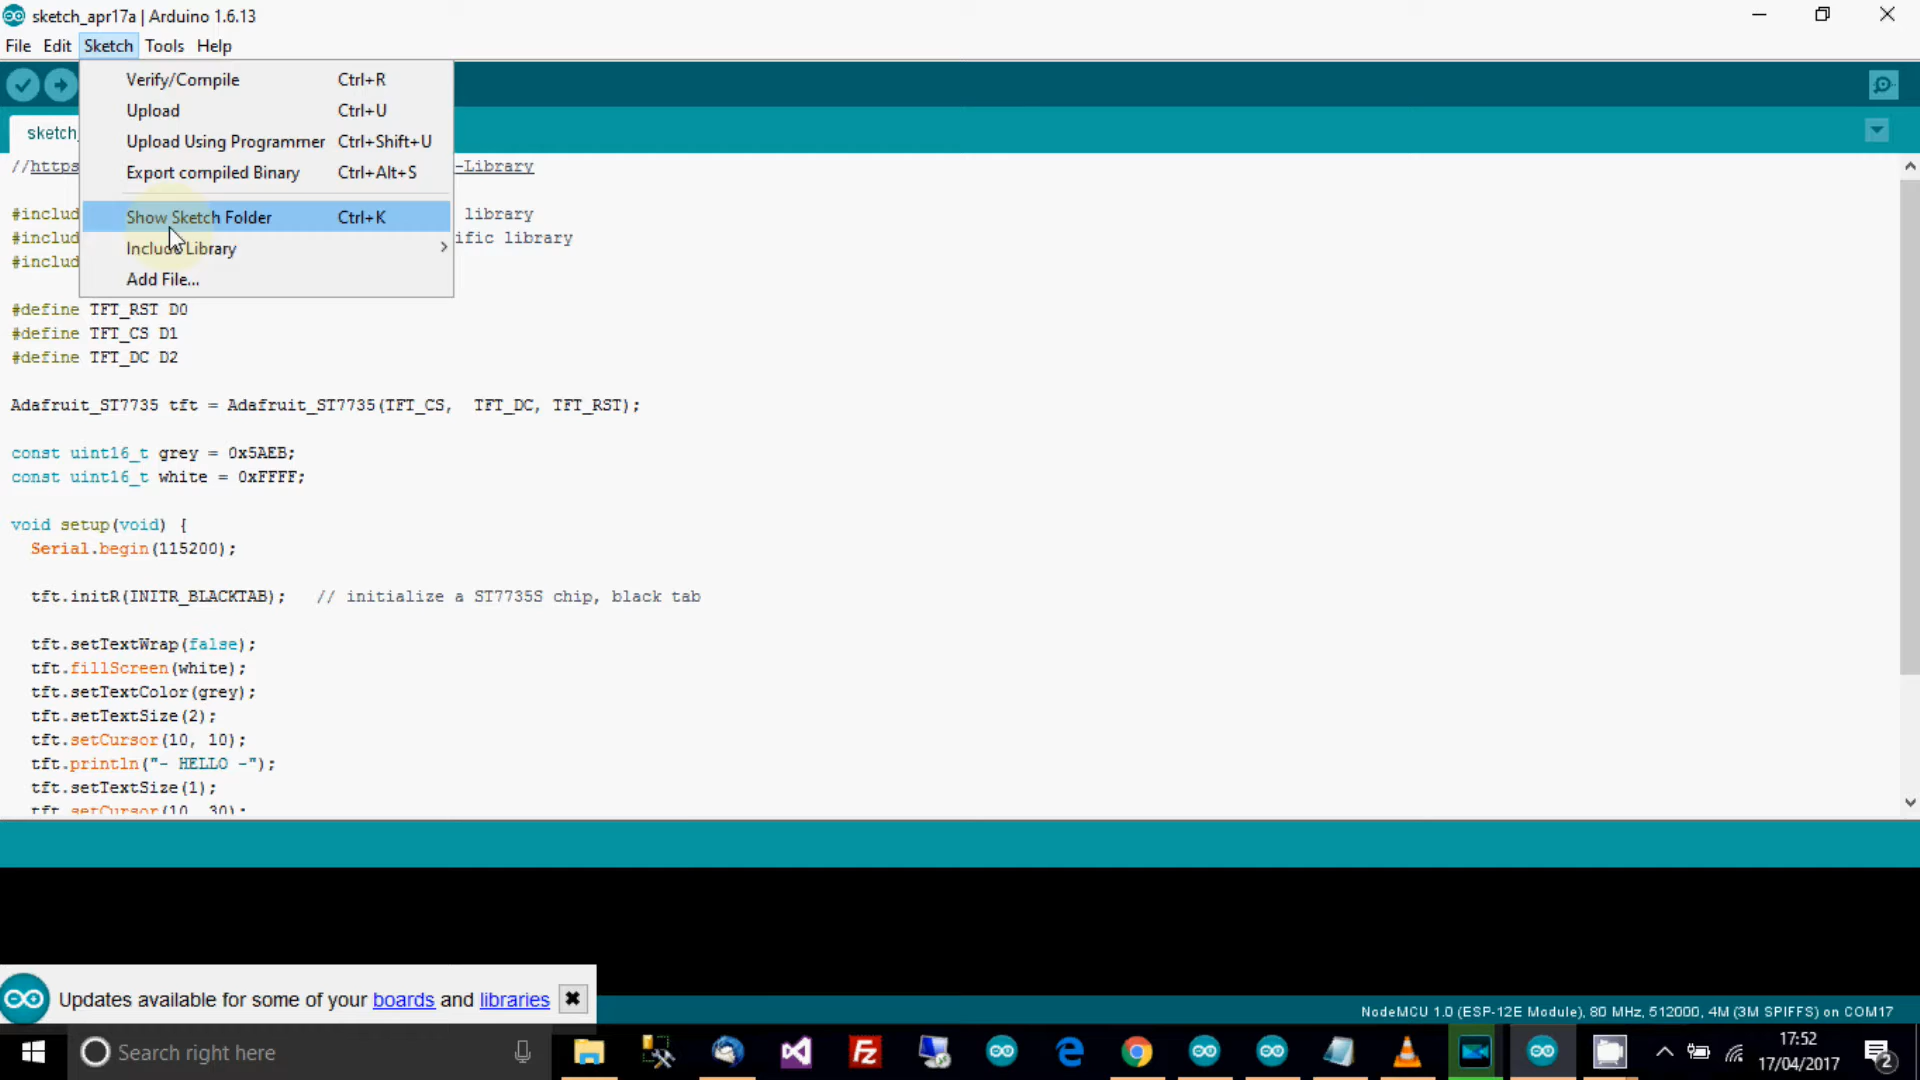 sketch_apr17a | Arduino 1.6.13
File Edit Sketch Tools Help
Verify/Compile Ctrl+R
Upload Ctrl+U
Upload Using Programmer Ctrl+Shift+U
Export compiled Binary Ctrl+Alt+S
Show Sketch Folder Ctrl+K
Include Library
Add File...
sketch_
//https -Library
#includ library
#includ ific library
#includ
#define TFT_RST D0
#define TFT_CS D1
#define TFT_DC D2
Adafruit_ST7735 tft = Adafruit_ST7735(TFT_CS, TFT_DC, TFT_RST);
const uint16_t grey = 0x5AEB;
const uint16_t white = 0xFFFF;
void setup(void) {
Serial.begin(115200);
tft.initR(INITR_BLACKTAB); // initialize a ST7735S chip, black tab
tft.setTextWrap(false);
tft.fillScreen(white);
tft.setTextColor(grey);
tft.setTextSize(2);
tft.setCursor(10, 10);
tft.println("- HELLO -");
tft.setTextSize(1);
tft.setCursor(10, 30);
Updates available for some of your boards and libraries
NodeMCU 1.0 (ESP-12E Module), 80 MHz, 512000, 4M (3M SPIFFS) on COM17
Search right here
17:52
17/04/2017
2